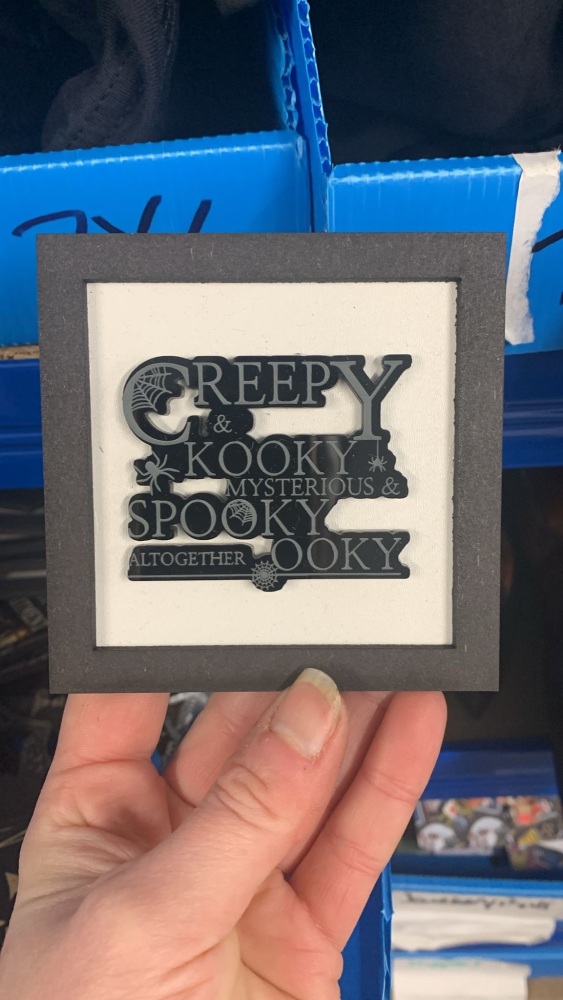 CREEPY
&
KOOKY
MYSTERIOUS &
SPOOKY
ALTOGETHER OOKY